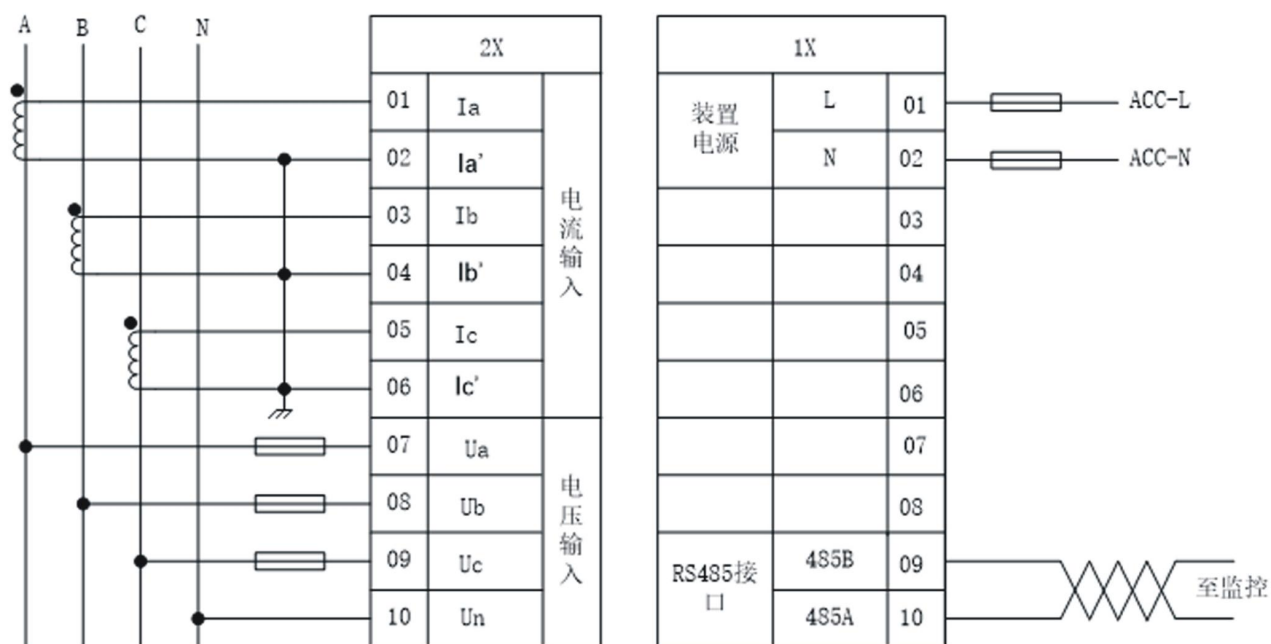 A B C N
2X
01 Ia
02 Ia'
03 Ib
04 Ib'
05 Ic
06 Ic'
电流输入
07 Ua
08 Ub
09 Uc
10 Un
电压输入
1X
装置
电源
L 01 ACC-L
N 02 ACC-N
03
04
05
06
07
08
RS485接
口
485B 09
485A 10
至监控